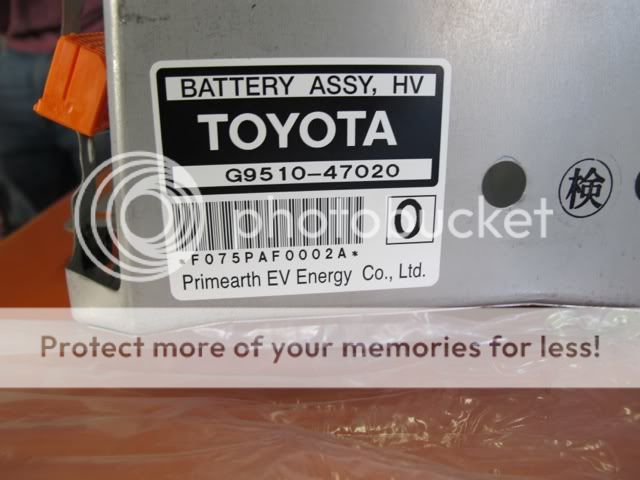 BATTERY ASSY, HV
TOYOTA
G9510-47020
0
*F075PAF0002A*
Primearth EV Energy Co., Ltd.
検
photobucket
Protect more of your memories for less!